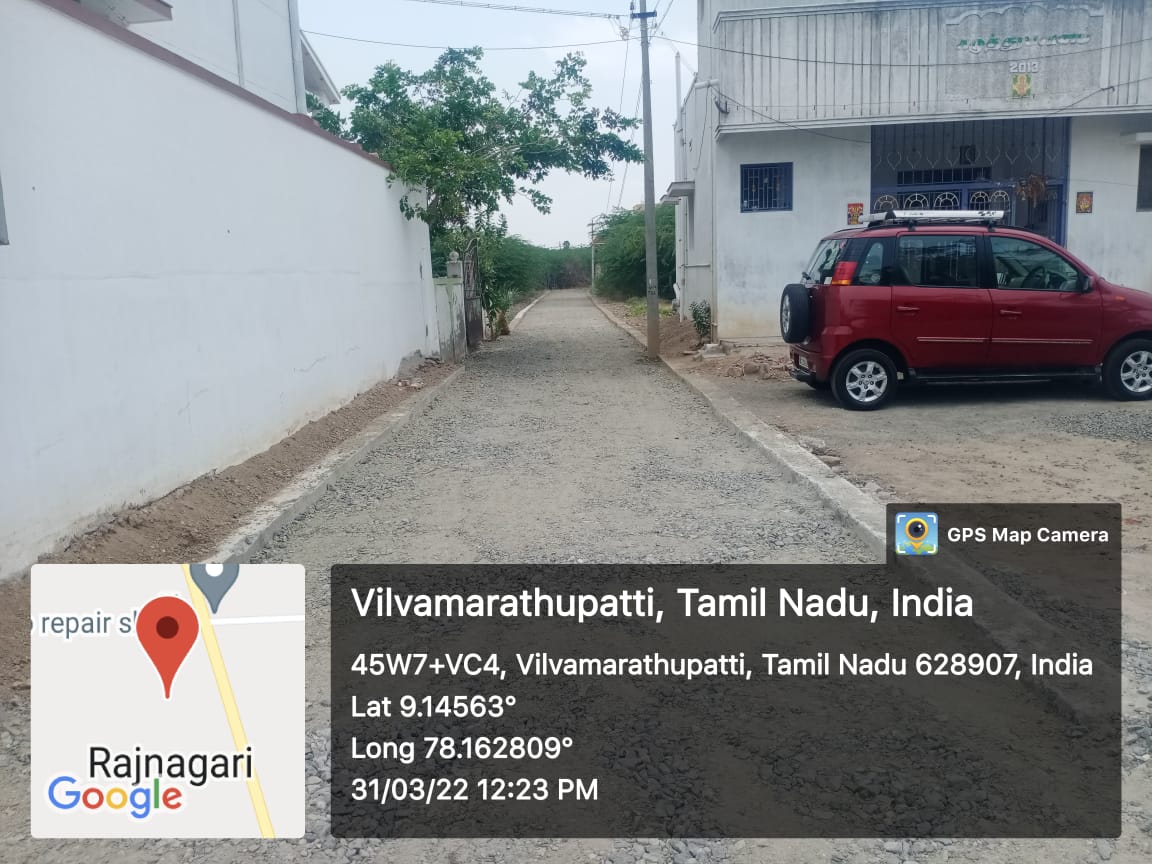 2013
GPS Map Camera
repair s
Rajnagari
Google
Vilvamarathupatti, Tamil Nadu, India
45W7+VC4, Vilvamarathupatti, Tamil Nadu 628907, India
Lat 9.14563°
Long 78.162809°
31/03/22 12:23 PM